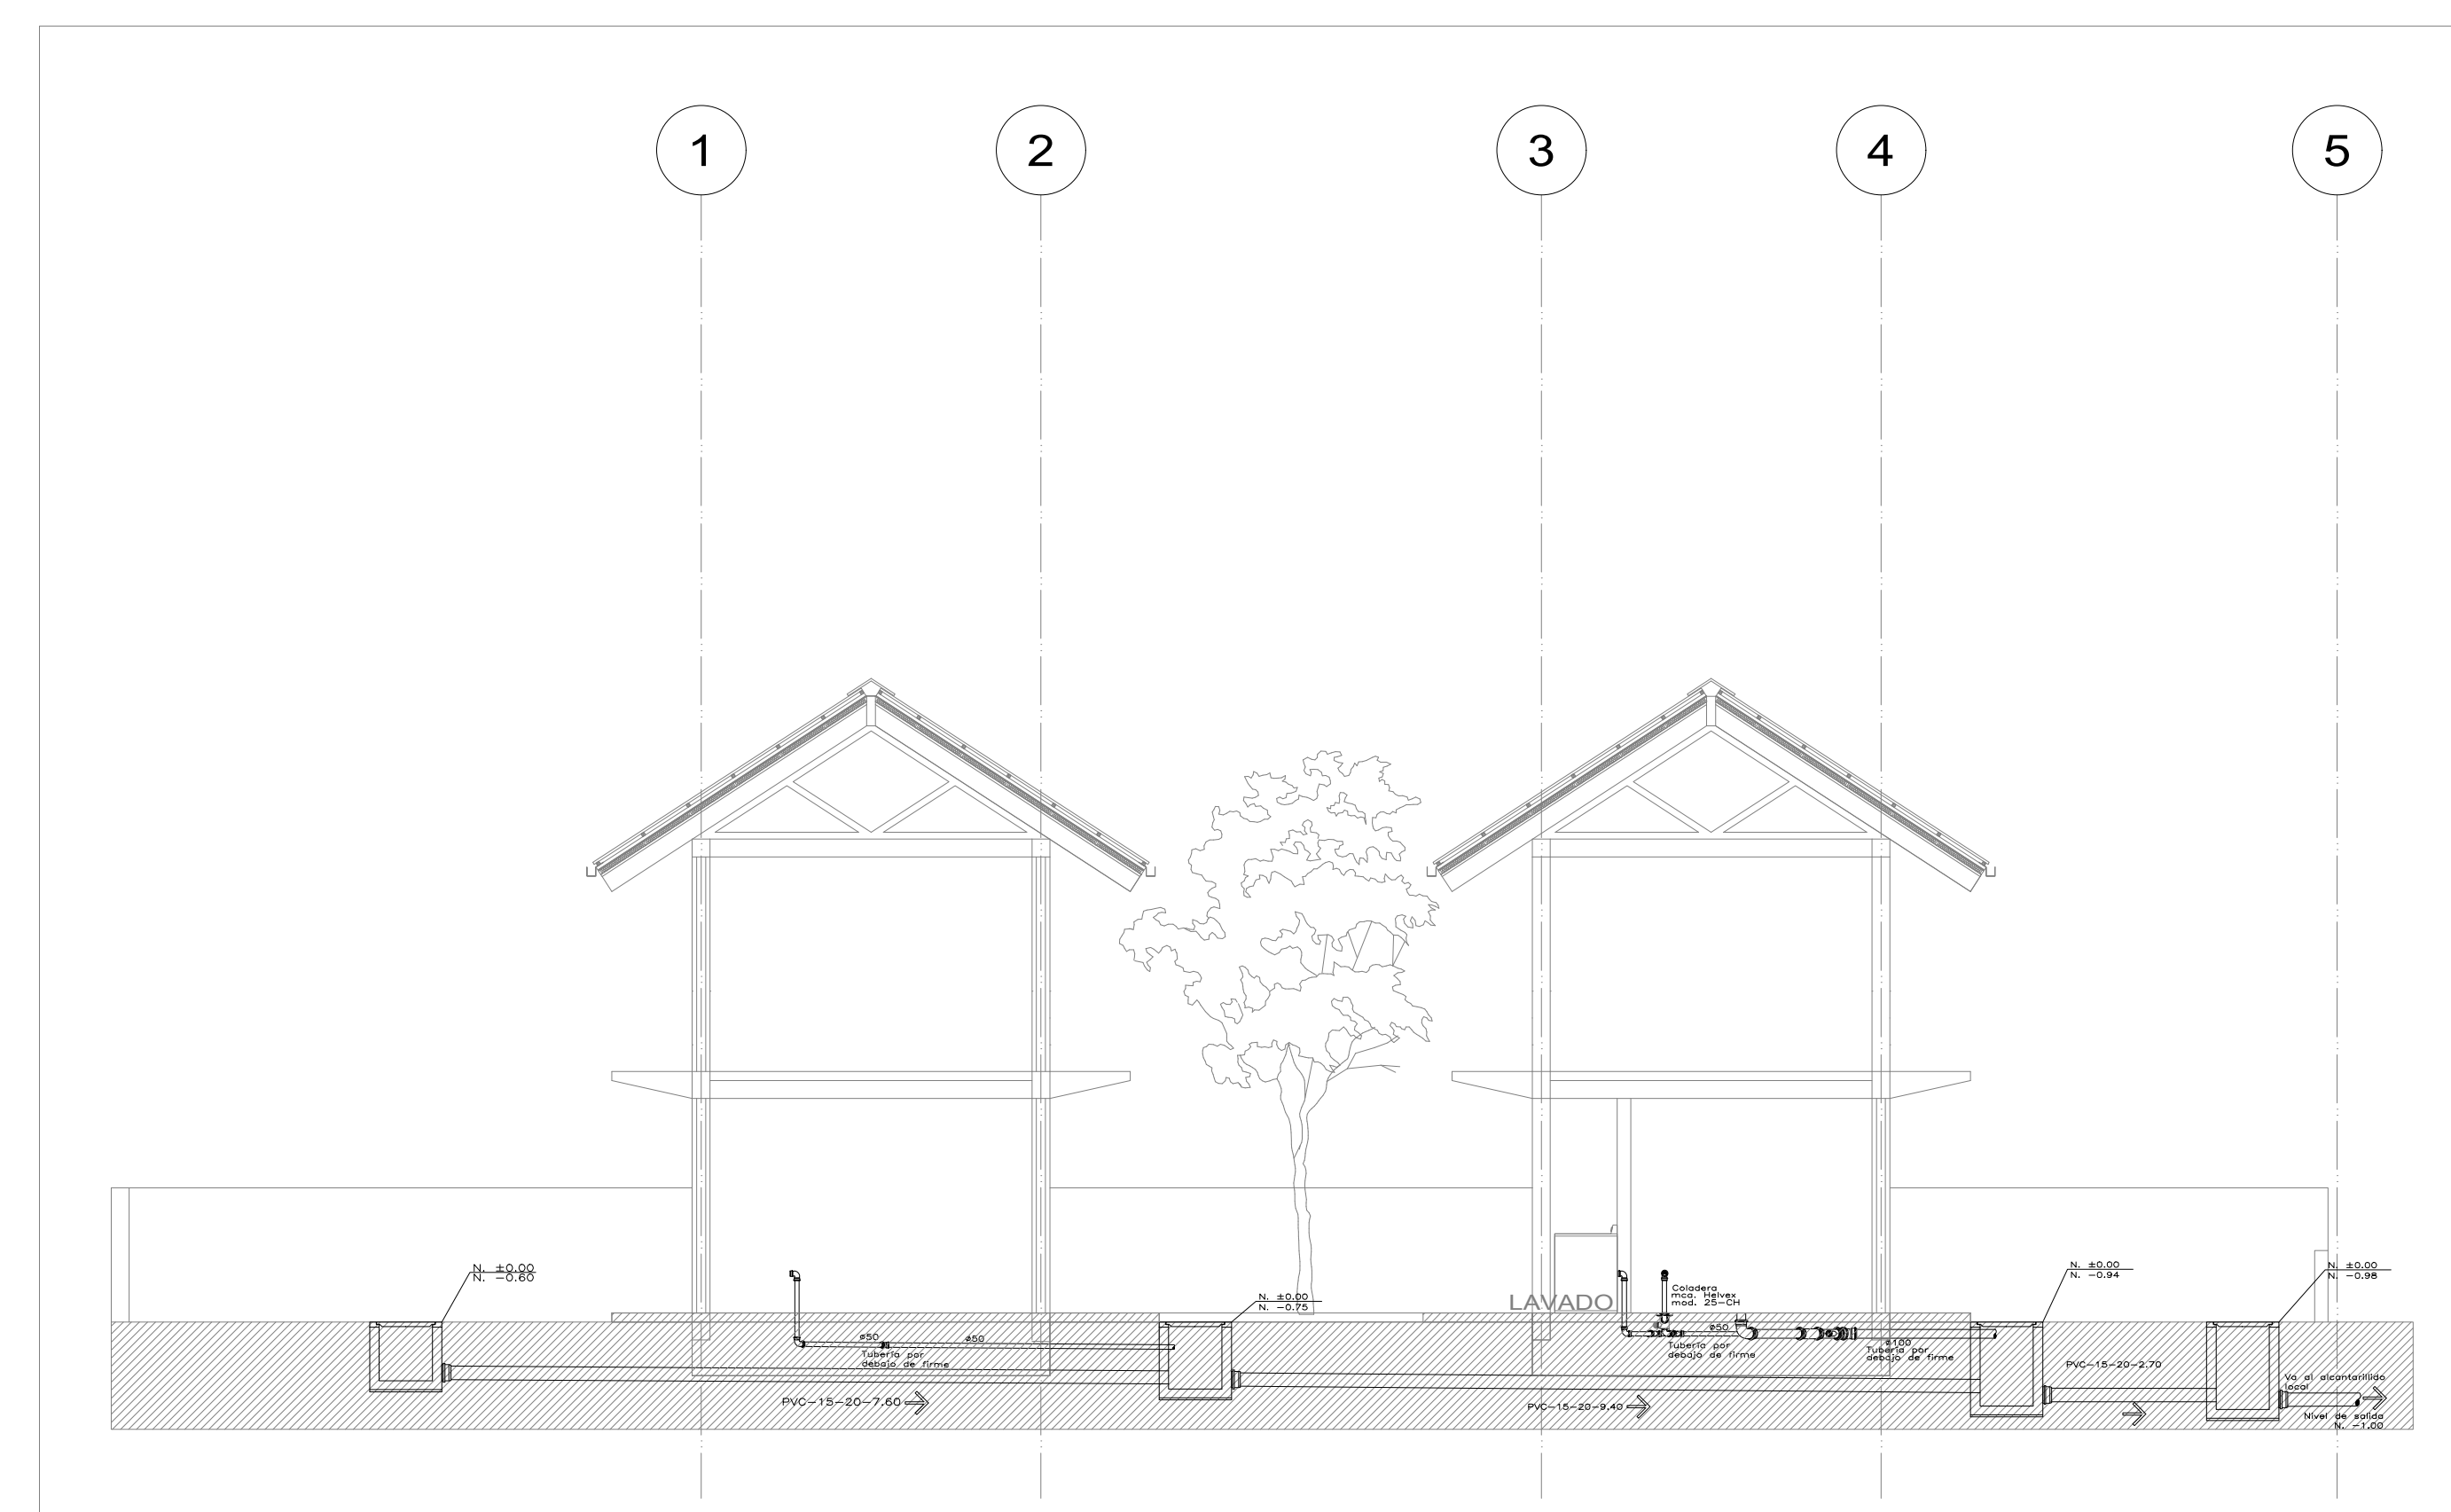 1
2
3
4
5
N. ±0.00
N. −0.60
N. ±0.00
N. −0.75
N. ±0.00
N. −0.94
N. ±0.00
N. −0.98
LAVADO
Coladera
mca. Helvex
mod. 25−CH
ø50
ø50
Tubería por
debajo de firme
ø50
Tubería por
debajo de firme
ø100
Tubería por
debajo de firme
PVC−15−20−7.60
PVC−15−20−9.40
PVC−15−20−2.70
Va al alcantarillido
local
Nivel de salida
N. −1.00